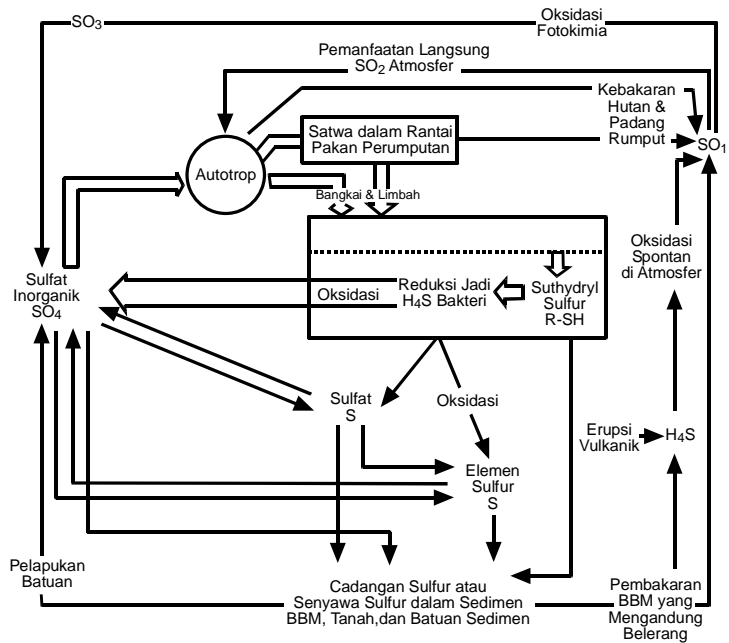 SO3
Oksidasi
Fotokimia
Pemanfaatan Langsung
SO2 Atmosfer
Kebakaran
Hutan &
Padang
Rumput
SO1
Satwa dalam Rantai
Pakan Perumputan
Autotrop
Bangkai & Limbah
Oksidasi
Spontan
di Atmosfer
Sulfat
Inorganik
SO4
Oksidasi
Reduksi Jadi
H4S Bakteri
Suthydryl
Sulfur
R-SH
Sulfat
S
Oksidasi
Erupsi
Vulkanik
H4S
Elemen
Sulfur
S
Pelapukan
Batuan
Cadangan Sulfur atau
Senyawa Sulfur dalam Sedimen
BBM, Tanah,dan Batuan Sedimen
Pembakaran
BBM yang
Mengandung
Belerang